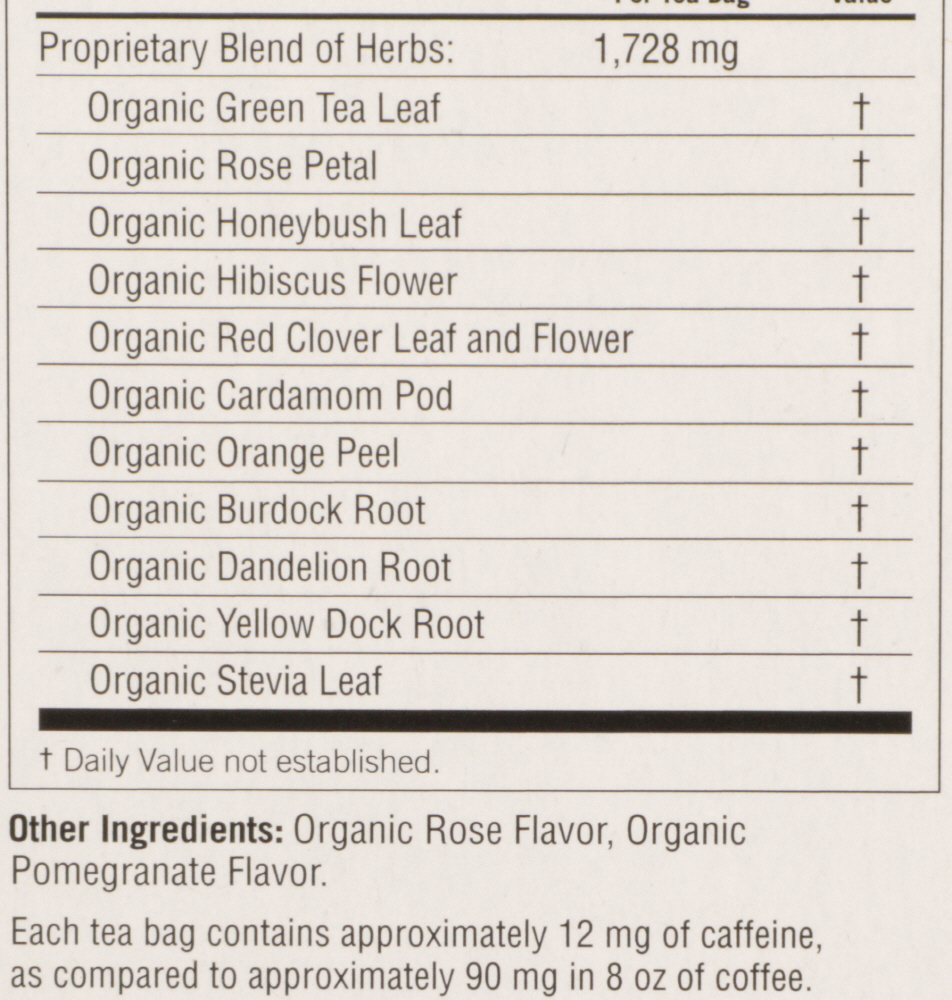 Per Tea Bag Value
Proprietary Blend of Herbs: 1,728 mg
Organic Green Tea Leaf †
Organic Rose Petal †
Organic Honeybush Leaf †
Organic Hibiscus Flower †
Organic Red Clover Leaf and Flower †
Organic Cardamom Pod †
Organic Orange Peel †
Organic Burdock Root †
Organic Dandelion Root †
Organic Yellow Dock Root †
Organic Stevia Leaf †
† Daily Value not established.
Other Ingredients: Organic Rose Flavor, Organic
Pomegranate Flavor.
Each tea bag contains approximately 12 mg of caffeine,
as compared to approximately 90 mg in 8 oz of coffee.